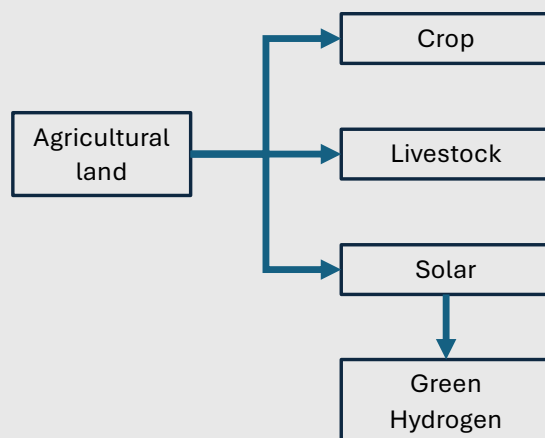 Crop
Agricultural
land
Livestock
Solar
Green
Hydrogen